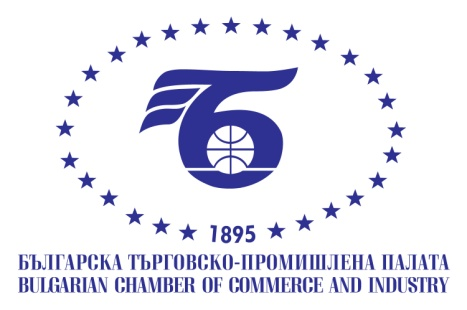 1895
БЪЛГАРСКА ТЪРГОВСКО-ПРОМИШЛЕНА ПАЛАТА
BULGARIAN CHAMBER OF COMMERCE AND INDUSTRY